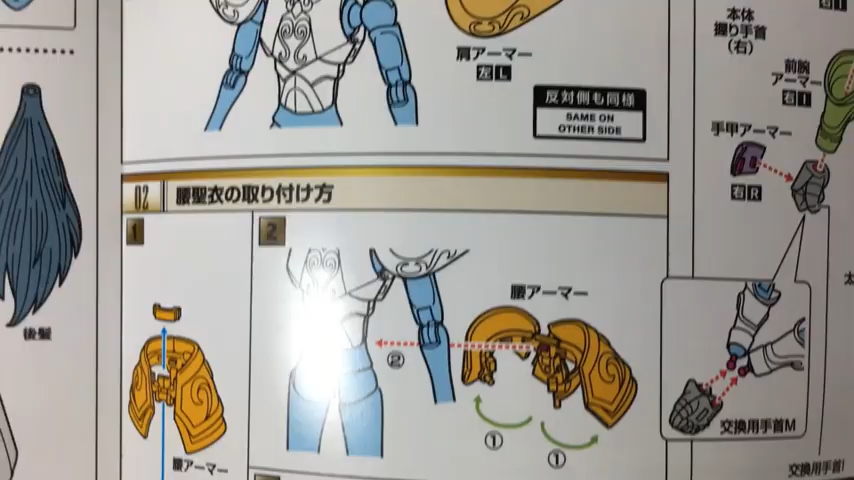 肩アーマー
左 L
反対側も同様
SAME ON
OTHER SIDE
本体
握り手首
（右）
前腕
アーマー
右 I
手甲アーマー
右 R
後髪
02 腰聖衣の取り付け方
1
腰アーマー
2
腰アーマー
②
①
①
交換用手首M
交換用手首I